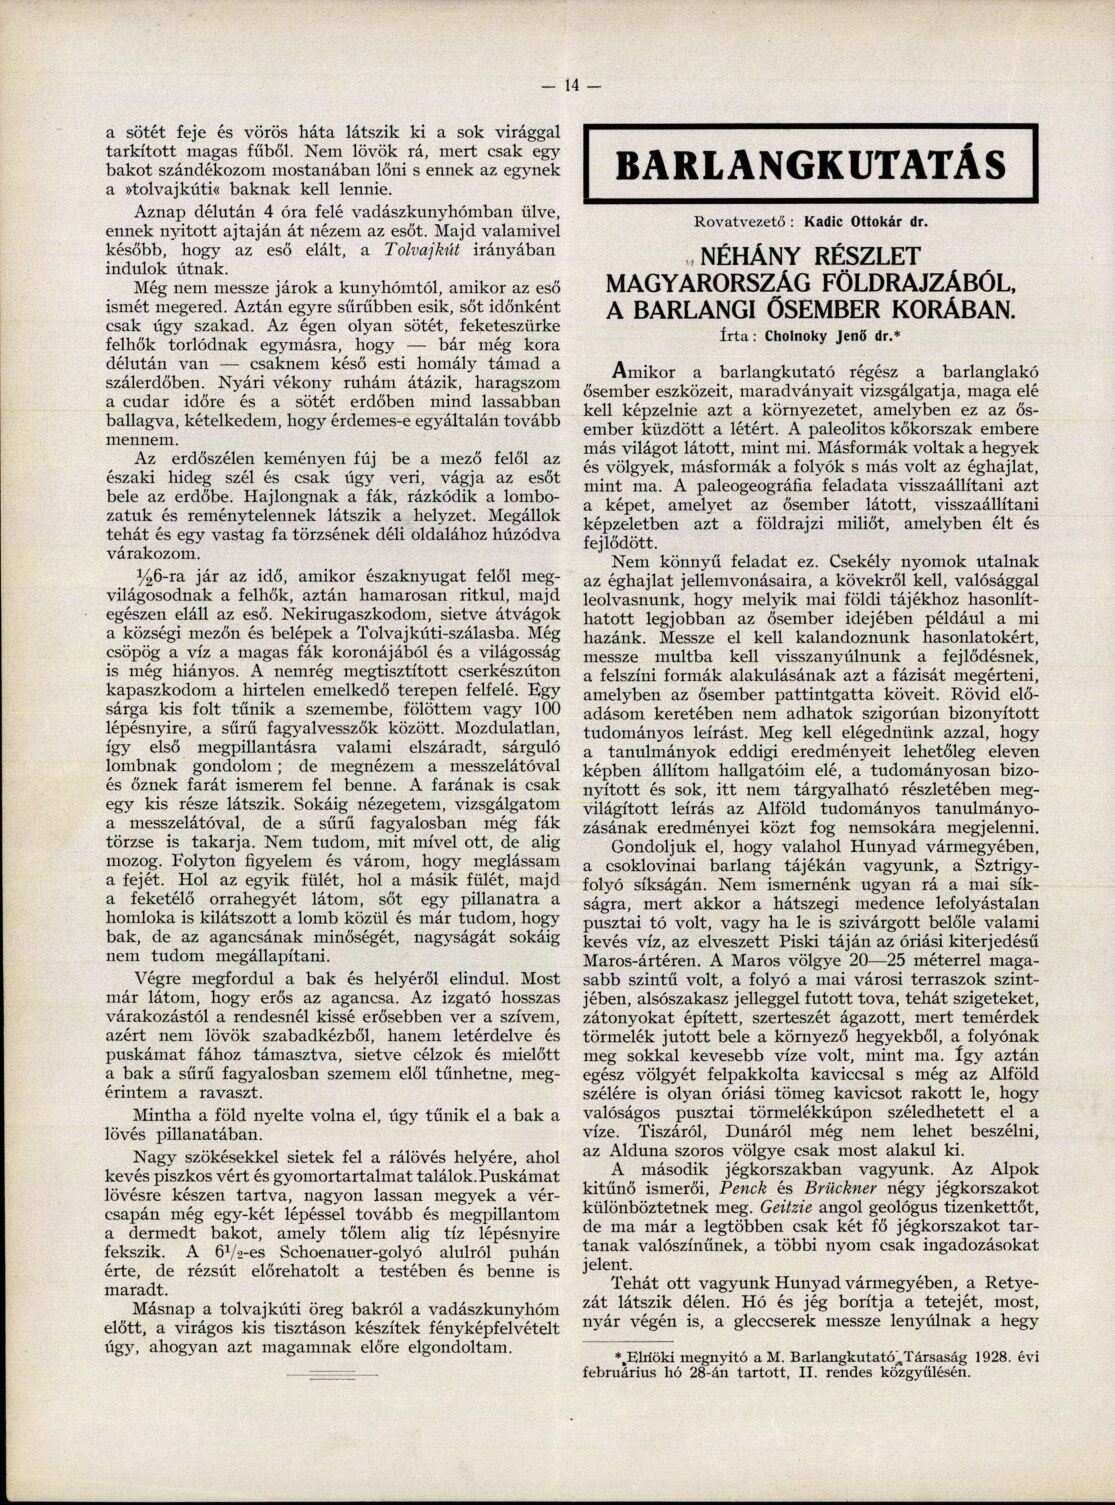 — 14 —
a sötét feje és vörös háta látszik ki a sok virággal
tarkított magas fűből. Nem lövök rá, mert csak egy
bakot szándékozom mostanában lőni s ennek az egynek
a »tolvajkúti« baknak kell lennie.
Aznap délután 4 óra felé vadászkunyhómban ülve,
ennek nyitott ajtaján át nézem az esőt. Majd valamivel
később, hogy az eső elált, a Tolvajkút irányában
indulok útnak.
Még nem messze járok a kunyhómtól, amikor az eső
ismét megered. Aztán egyre sűrűbben esik, sőt időnként
csak úgy szakad. Az égen olyan sötét, feketeszürke
felhők torlódnak egymásra, hogy — bár még kora
délután van — csaknem késő esti homály támad a
szálerdőben. Nyári vékony ruhám átázik, haragszom
a cudar időre és a sötét erdőben mind lassabban
ballagva, kételkedem, hogy érdemes-e egyáltalán tovább
mennem.
Az erdőszélen keményen fúj be a mező felől az
északi hideg szél és csak úgy veri, vágja az esőt
bele az erdőbe. Hajlongnak a fák, rázkódik a lombo-
zatuk és reménytelennek látszik a helyzet. Megállok
tehát és egy vastag fa törzsének déli oldalához húzódva
várakozom.
½6-ra jár az idő, amikor északnyugat felől meg-
világosodnak a felhők, aztán hamarosan ritkul, majd
egészen eláll az eső. Nekirugaszkodom, sietve átvágok
a községi mezőn és belépek a Tolvajkúti-szálasba. Még
csöpög a víz a magas fák koronájából és a világosság
is még hiányos. A nemrég megtisztított cserkészúton
kapaszkodom a hirtelen emelkedő terepen felfelé. Egy
sárga kis folt tűnik a szemembe, fölöttem vagy 100
lépésnyire, a sűrű fagyalvesszők között. Mozdulatlan,
így első megpillantásra valami elszáradt, sárguló
lombnak gondolom ; de megnézem a messzelátóval
és őznek farát ismerem fel benne. A farának is csak
egy kis része látszik. Sokáig nézegetem, vizsgálgatom
a messzelátóval, de a sűrű fagyalosban még fák
törzse is takarja. Nem tudom, mit mível ott, de alig
mozog. Folyton figyelem és várom, hogy meglássam
a fejét. Hol az egyik fülét, hol a másik fülét, majd
a feketélő orrahegyét látom, sőt egy pillanatra a
homloka is kilátszott a lomb közül és már tudom, hogy
bak, de az agancsának minőségét, nagyságát sokáig
nem tudom megállapítani.
Végre megfordul a bak és helyéről elindul. Most
már látom, hogy erős az agancsa. Az izgató hosszas
várakozástól a rendesnél kissé erősebben ver a szívem,
azért nem lövök szabadkézből, hanem letérdelve és
puskámat fához támasztva, sietve célzok és mielőtt
a bak a sűrű fagyalosban szemem elől tűnhetne, meg-
érintem a ravaszt.
Mintha a föld nyelte volna el, úgy tűnik el a bak a
lövés pillanatában.
Nagy szökésekkel sietek fel a rálövés helyére, ahol
kevés piszkos vért és gyomortartalmat találok. Puskámat
lövésre készen tartva, nagyon lassan megyek a vér-
csapán még egy-két lépéssel tovább és megpillantom
a dermedt bakot, amely tőlem alig tíz lépésnyire
fekszik. A 6½-es Schoenauer-golyó alulról puhán
érte, de rézsút előrehatolt a testében és benne is
maradt.
Másnap a tolvajkúti öreg bakról a vadászkunyhóm
előtt, a virágos kis tisztáson készítek fényképfelvételt
úgy, ahogyan azt magamnak előre elgondoltam.
BARLANGKUTATÁS
Rovatvezető : Kadic Ottokár dr.
NÉHÁNY RÉSZLET
MAGYARORSZÁG FÖLDRAJZÁBÓL,
A BARLANGI ŐSEMBER KORÁBAN.
Írta : Cholnoky Jenő dr.*
Amikor a barlangkutató régész a barlanglakó
ősember eszközeit, maradványait vizsgálgatja, maga elé
kell képzelnie azt a környezetet, amelyben ez az ős-
ember küzdött a létért. A paleolitos kőkorszak embere
más világot látott, mint mi. Másformák voltak a hegyek
és völgyek, másformák a folyók s más volt az éghajlat,
mint ma. A paleogeográfia feladata visszaállítani azt
a képet, amelyet az ősember látott, visszaállítani
képzeletben azt a földrajzi miliőt, amelyben élt és
fejlődött.
Nem könnyű feladat ez. Csekély nyomok utalnak
az éghajlat jellemvonásaira, a kövekről kell, valósággal
leolvasnunk, hogy melyik mai földi tájékhoz hasonlít-
hatott legjobban az ősember idejében például a mi
hazánk. Messze el kell kalandoznunk hasonlatokért,
messze multba kell visszanyúlnunk a fejlődésnek,
a felszíni formák alakulásának azt a fázisát megérteni,
amelyben az ősember pattintgatta köveit. Rövid elő-
adásom keretében nem adhatok szigorúan bizonyított
tudományos leírást. Meg kell elégednünk azzal, hogy
a tanulmányok eddigi eredményeit lehetőleg eleven
képben állítom hallgatóim elé, a tudományosan bizo-
nyított és sok, itt nem tárgyalható részletében meg-
világított leírás az Alföld tudományos tanulmányo-
zásának eredményei közt fog nemsokára megjelenni.
Gondoljuk el, hogy valahol Hunyad vármegyében,
a csoklovinai barlang tájékán vagyunk, a Sztrigy-
folyó síkságán. Nem ismernénk ugyan rá a mai sík-
ságra, mert akkor a hátszegi medence lefolyástalan
pusztai tó volt, vagy ha le is szivárgott belőle valami
kevés víz, az elveszett Piski táján az óriási kiterjedésű
Maros-ártéren. A Maros völgye 20—25 méterrel maga-
sabb szintű volt, a folyó a mai városi terraszok szint-
jében, alsószakasz jelleggel futott tova, tehát szigeteket,
zátonyokat épített, szerteszét ágazott, mert temérdek
törmelék jutott bele a környező hegyekből, a folyónak
meg sokkal kevesebb víze volt, mint ma. Így aztán
egész völgyét felpakkolta kaviccsal s még az Alföld
szélére is olyan óriási tömeg kavicsot rakott le, hogy
valóságos pusztai törmelékkúpon széledhetett el a
víze. Tiszáról, Dunáról még nem lehet beszélni,
az Alduna szoros völgye csak most alakul ki.
A második jégkorszakban vagyunk. Az Alpok
kitűnő ismerői, Penck és Brückner négy jégkorszakot
különböztetnek meg. Geitzie angol geológus tizenkettőt,
de ma már a legtöbben csak két fő jégkorszakot tar-
tanak valószínűnek, a többi nyom csak ingadozásokat
jelent.
Tehát ott vagyunk Hunyad vármegyében, a Retye-
zát látszik délen. Hó és jég borítja a tetejét, most,
nyár végén is, a gleccserek messze lenyúlnak a hegy
* Elnöki megnyitó a M. Barlangkutató Társaság 1928. évi
februárius hó 28-án tartott, II. rendes közgyűlésén.